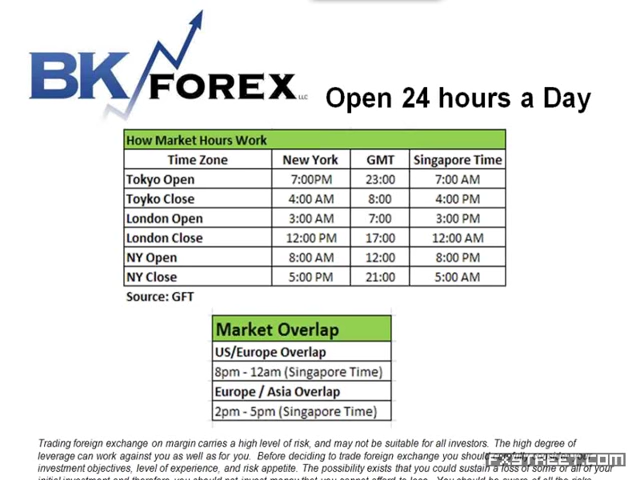 BK FOREX LLC
Open 24 hours a Day
How Market Hours Work
Time Zone New York GMT Singapore Time
Tokyo Open 7:00PM 23:00 7:00 AM
Toyko Close 4:00 AM 8:00 4:00 PM
London Open 3:00 AM 7:00 3:00 PM
London Close 12:00 PM 17:00 12:00 AM
NY Open 8:00 AM 12:00 8:00 PM
NY Close 5:00 PM 21:00 5:00 AM
Source: GFT
Market Overlap
US/Europe Overlap
8pm - 12am (Singapore Time)
Europe / Asia Overlap
2pm - 5pm (Singapore Time)
Trading foreign exchange on margin carries a high level of risk, and may not be suitable for all investors. The high degree of
leverage can work against you as well as for you. Before deciding to trade foreign exchange you should carefully consider your
FXSTREET.COM
investment objectives, level of experience, and risk appetite. The possibility exists that you could sustain a loss of some or all of your